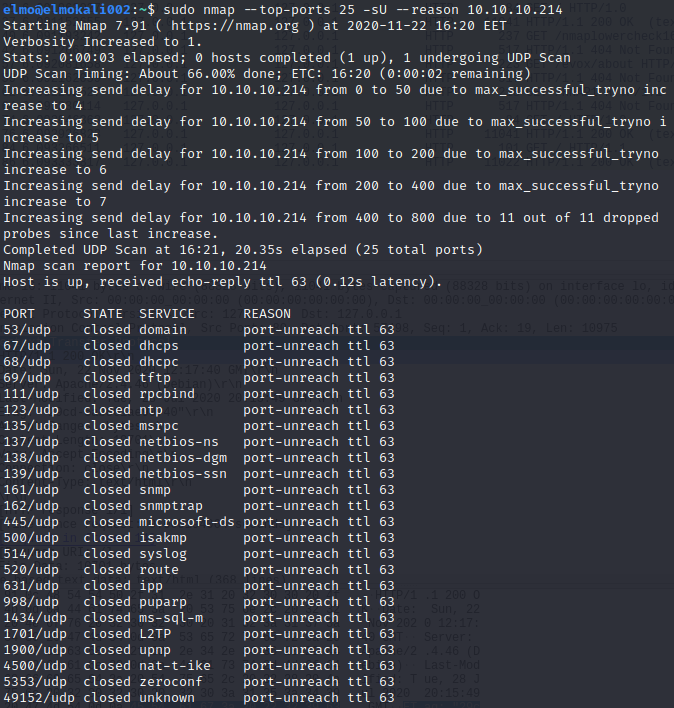 elmo@elmokali002:~$ sudo nmap --top-ports 25 -sU --reason 10.10.10.214
Starting Nmap 7.91 ( https://nmap.org ) at 2020-11-22 16:20 EET
Verbosity Increased to 1.
Stats: 0:00:03 elapsed; 0 hosts completed (1 up), 1 undergoing UDP Scan
UDP Scan Timing: About 66.00% done; ETC: 16:20 (0:00:02 remaining)
Increasing send delay for 10.10.10.214 from 0 to 50 due to max_successful_tryno inc
rease to 4
Increasing send delay for 10.10.10.214 from 50 to 100 due to max_successful_tryno i
ncrease to 5
Increasing send delay for 10.10.10.214 from 100 to 200 due to max_successful_tryno
increase to 6
Increasing send delay for 10.10.10.214 from 200 to 400 due to max_successful_tryno
increase to 7
Increasing send delay for 10.10.10.214 from 400 to 800 due to 11 out of 11 dropped
probes since last increase.
Completed UDP Scan at 16:21, 20.35s elapsed (25 total ports)
Nmap scan report for 10.10.10.214
Host is up, received echo-reply ttl 63 (0.12s latency).
PORT STATE SERVICE REASON
53/udp closed domain port-unreach ttl 63
67/udp closed dhcps port-unreach ttl 63
68/udp closed dhcpc port-unreach ttl 63
69/udp closed tftp port-unreach ttl 63
111/udp closed rpcbind port-unreach ttl 63
123/udp closed ntp port-unreach ttl 63
135/udp closed msrpc port-unreach ttl 63
137/udp closed netbios-ns port-unreach ttl 63
138/udp closed netbios-dgm port-unreach ttl 63
139/udp closed netbios-ssn port-unreach ttl 63
161/udp closed snmp port-unreach ttl 63
162/udp closed snmptrap port-unreach ttl 63
445/udp closed microsoft-ds port-unreach ttl 63
500/udp closed isakmp port-unreach ttl 63
514/udp closed syslog port-unreach ttl 63
520/udp closed route port-unreach ttl 63
631/udp closed ipp port-unreach ttl 63
998/udp closed puparp port-unreach ttl 63
1434/udp closed ms-sql-m port-unreach ttl 63
1701/udp closed L2TP port-unreach ttl 63
1900/udp closed upnp port-unreach ttl 63
4500/udp closed nat-t-ike port-unreach ttl 63
5353/udp closed zeroconf port-unreach ttl 63
49152/udp closed unknown port-unreach ttl 63